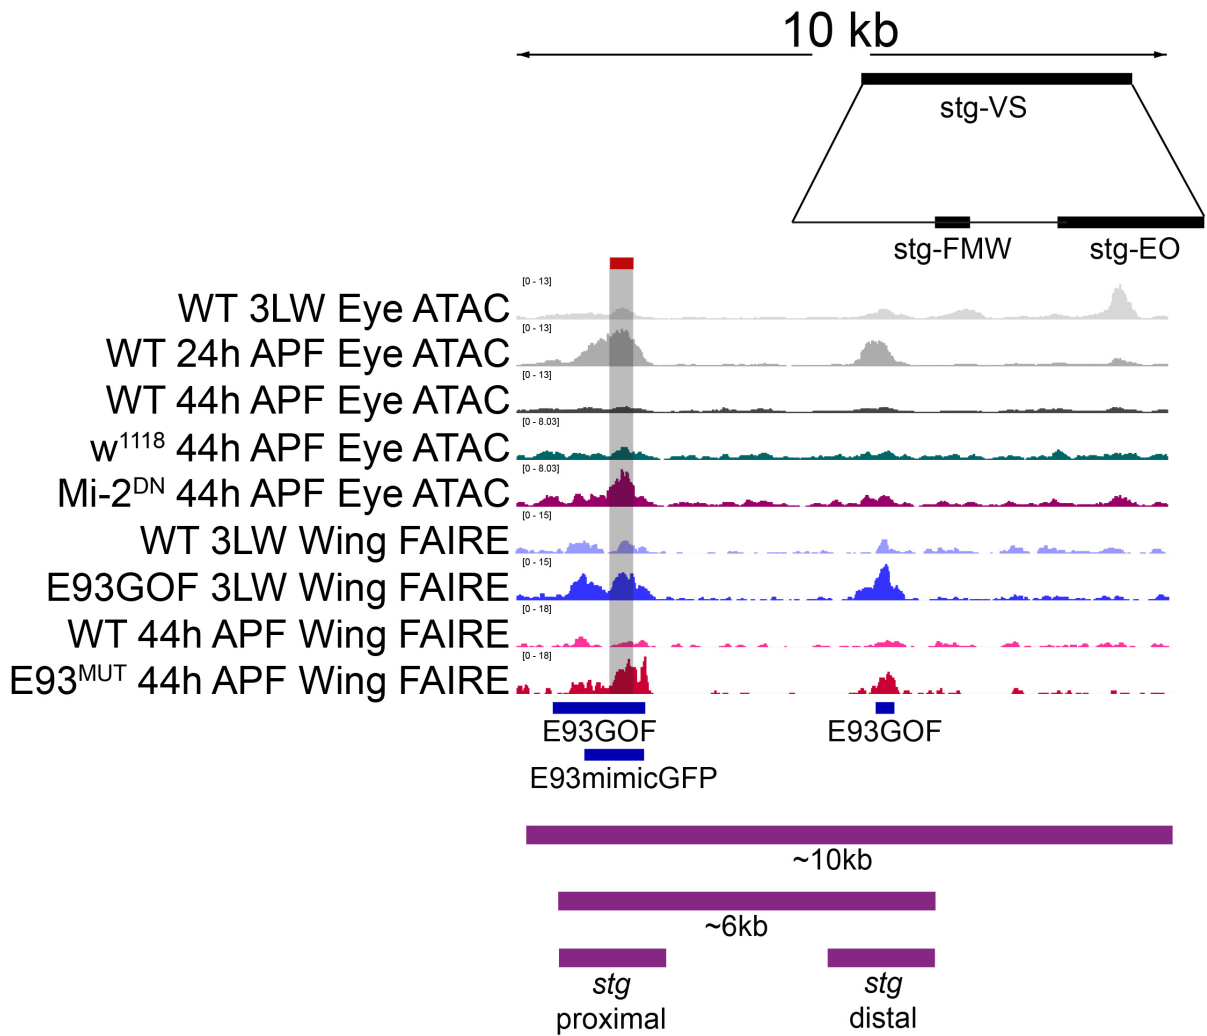 10 kb
stg-VS
stg-FMW
stg-EO
[0 - 13]
WT 3LW Eye ATAC
[0 - 13]
WT 24h APF Eye ATAC
[0 - 13]
WT 44h APF Eye ATAC
[0 - 8.03]
w1118 44h APF Eye ATAC
[0 - 8.03]
Mi-2DN 44h APF Eye ATAC
[0 - 15]
WT 3LW Wing FAIRE
[0 - 15]
E93GOF 3LW Wing FAIRE
[0 - 18]
WT 44h APF Wing FAIRE
[0 - 18]
E93MUT 44h APF Wing FAIRE
E93GOF
E93GOF
E93mimicGFP
~10kb
~6kb
stg
proximal
stg
distal